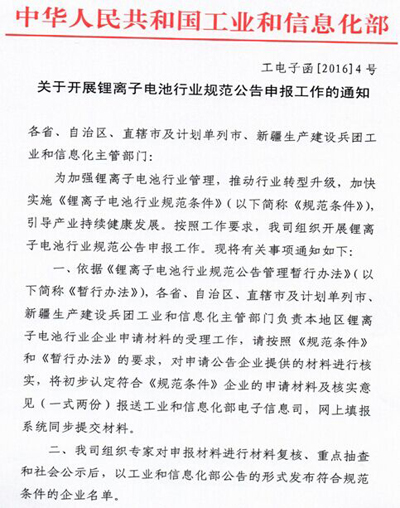 中华人民共和国工业和信息化部
工电子函[2016]4号
关于开展锂离子电池行业规范公告申报工作的通知
各省、自治区、直辖市及计划单列市、新疆生产建设兵团工
业和信息化主管部门：
为加强锂离子电池行业管理，推动行业转型升级，加快
实施《锂离子电池行业规范条件》（以下简称《规范条件》），
引导产业持续健康发展。按照工作要求，我司组织开展锂离
子电池行业规范公告申报工作。现将有关事项通知如下：
一、依据《锂离子电池行业规范公告管理暂行办法》（以
下简称《暂行办法》），各省、自治区、直辖市及计划单列市、
新疆生产建设兵团工业和信息化主管部门负责本地区锂离
子电池行业企业申请材料的受理工作，请按照《规范条件》
和《暂行办法》的要求，对申请公告企业提供的材料进行核
实，将初步认定符合《规范条件》企业的申请材料及核实意
见（一式两份）报送工业和信息化部电子信息司，网上填报
系统同步提交材料。
二、我司组织专家对申报材料进行材料复核、重点抽查
和社会公示后，以工业和信息化部公告的形式发布符合规范
条件的企业名单。